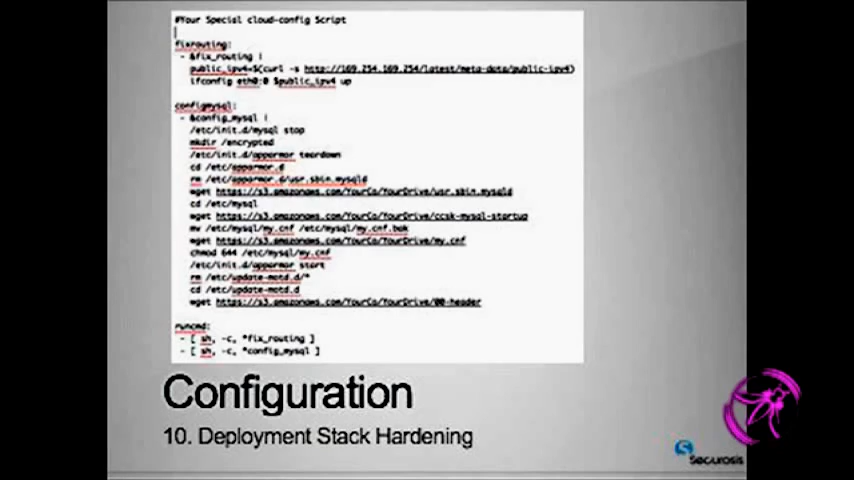 #Your Special cloud-config Script
fixrouting:
- &fix_routing |
public_ipv4=$(curl -s http://169.254.169.254/latest/meta-data/public-ipv4)
ifconfig eth0:0 $public_ipv4 up
configmysql:
- &config_mysql |
/etc/init.d/mysql stop
mkdir /encrypted
/etc/init.d/apparmor teardown
cd /etc/apparmor.d
rm /etc/apparmor.d/usr.sbin.mysqld
wget https://s3.amazonaws.com/YourCo/YourDrive/usr.sbin.mysqld
cd /etc/mysql
wget https://s3.amazonaws.com/YourCo/YourDrive/ccsk-mysql-startup
mv /etc/mysql/my.cnf /etc/mysql/my.cnf.bak
wget https://s3.amazonaws.com/YourCo/YourDrive/my.cnf
chmod 644 /etc/mysql/my.cnf
/etc/init.d/apparmor start
rm /etc/update-motd.d/*
cd /etc/update-motd.d
wget https://s3.amazonaws.com/YourCo/YourDrive/00-header
runcmd:
- [ sh, -c, *fix_routing ]
- [ sh, -c, *config_mysql ]
Configuration
10. Deployment Stack Hardening
Securosis